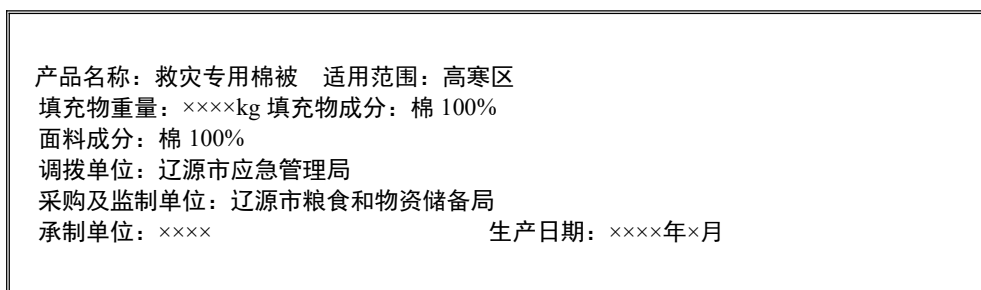 产品名称：救灾专用棉被 适用范围：高寒区
填充物重量：××××kg 填充物成分：棉 100%
面料成分：棉 100%
调拨单位：辽源市应急管理局
采购及监制单位：辽源市粮食和物资储备局
承制单位：×××× 生产日期：××××年×月